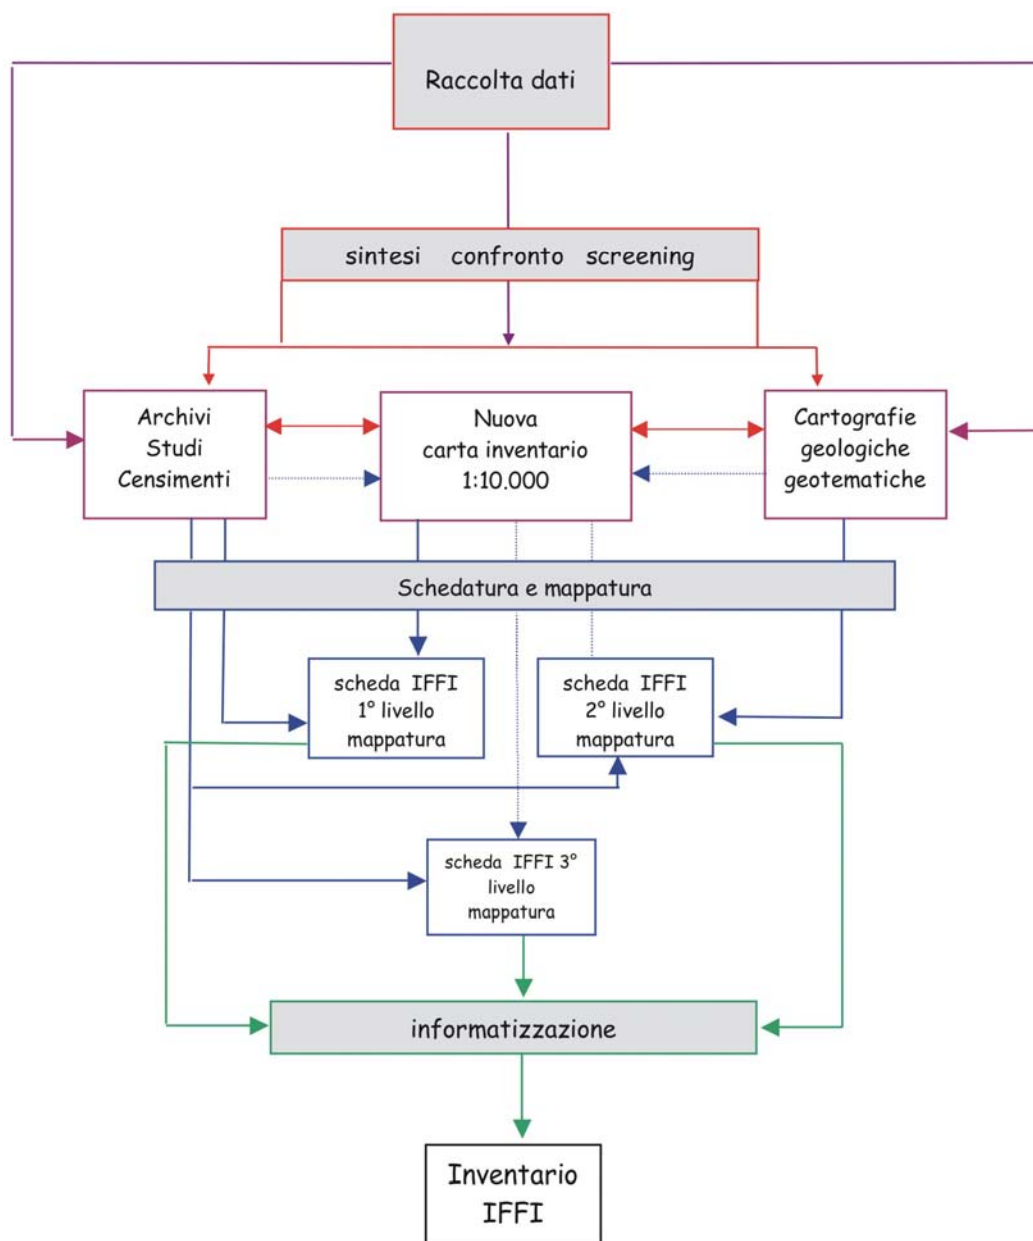 Raccolta dati
sintesi confronto screening
Archivi
Studi
Censimenti
Nuova
carta inventario
1:10.000
Cartografie
geologiche
geotematiche
Schedatura e mappatura
scheda IFFI
1° livello
mappatura
scheda IFFI
2° livello
mappatura
scheda IFFI 3°
livello
mappatura
informatizzazione
Inventario
IFFI